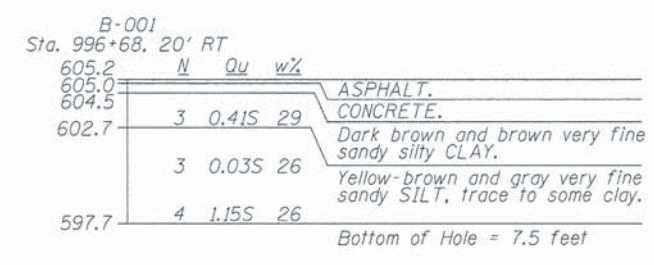 B-001
Sta. 996+68, 20' RT
N Qu w%
605.2
605.0 ASPHALT.
604.5
CONCRETE.
3 0.41S 29
602.7 Dark brown and brown very fine
sandy silty CLAY.
3 0.03S 26
Yellow-brown and gray very fine
sandy SILT, trace to some clay.
4 1.15S 26
597.7
Bottom of Hole = 7.5 feet